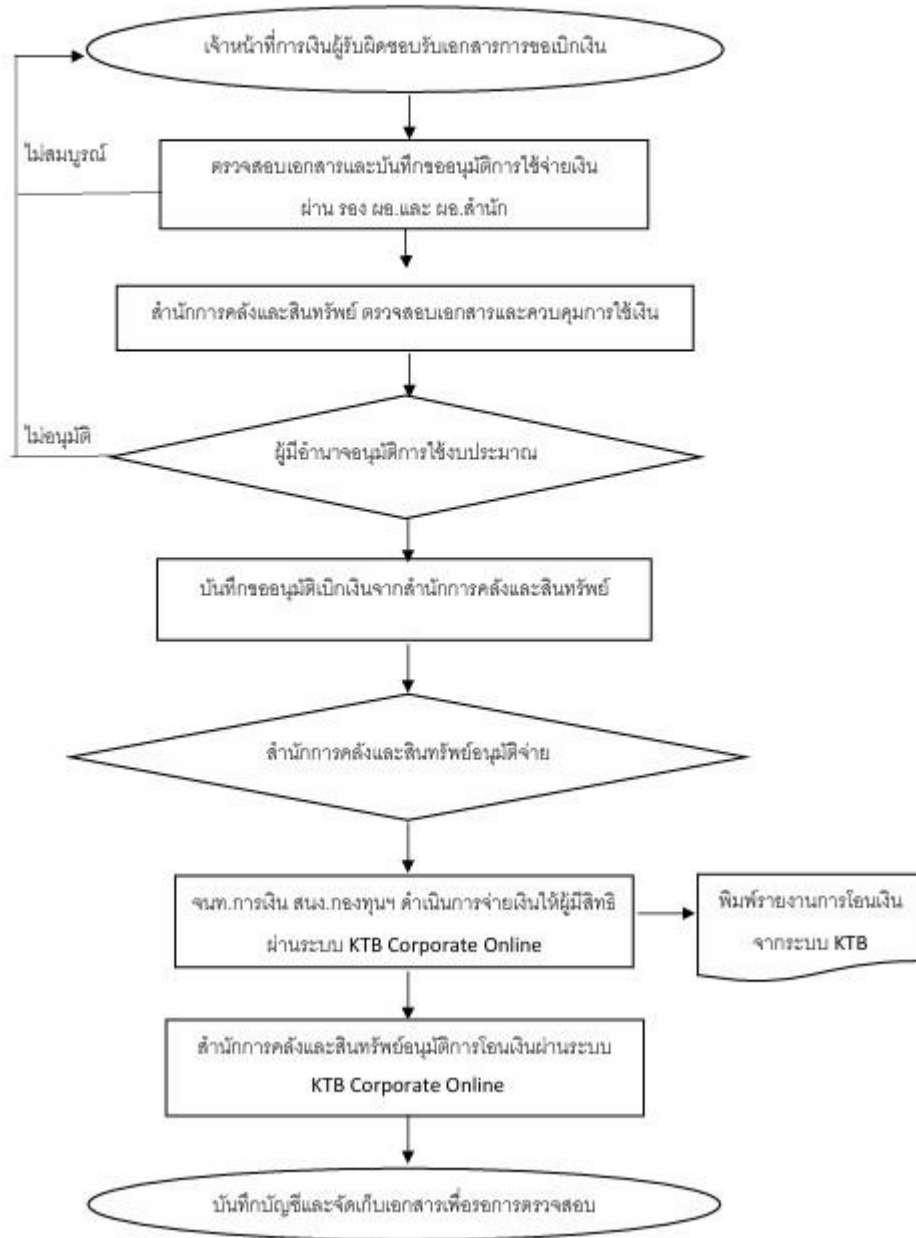 เจ้าหน้าที่การเงินผู้รับผิดชอบรับเอกสารการขอเบิกเงิน
ไม่สมบูรณ์
ตรวจสอบเอกสารและบันทึกขออนุมัติการใช้จ่ายเงิน
ผ่าน รอง ผอ.และ ผอ.สำนัก
สำนักการคลังและสินทรัพย์ ตรวจสอบเอกสารและควบคุมการใช้เงิน
ไม่อนุมัติ
ผู้มีอำนาจอนุมัติการใช้งบประมาณ
บันทึกขออนุมัติเบิกเงินจากสำนักการคลังและสินทรัพย์
สำนักการคลังและสินทรัพย์อนุมัติจ่าย
จนท.การเงิน สนง.กองทุนฯ ดำเนินการจ่ายเงินให้ผู้มีสิทธิ
ผ่านระบบ KTB Corporate Online
พิมพ์รายงานการโอนเงิน
จากระบบ KTB
สำนักการคลังและสินทรัพย์อนุมัติการโอนเงินผ่านระบบ
KTB Corporate Online
บันทึกบัญชีและจัดเก็บเอกสารเพื่อรอการตรวจสอบ